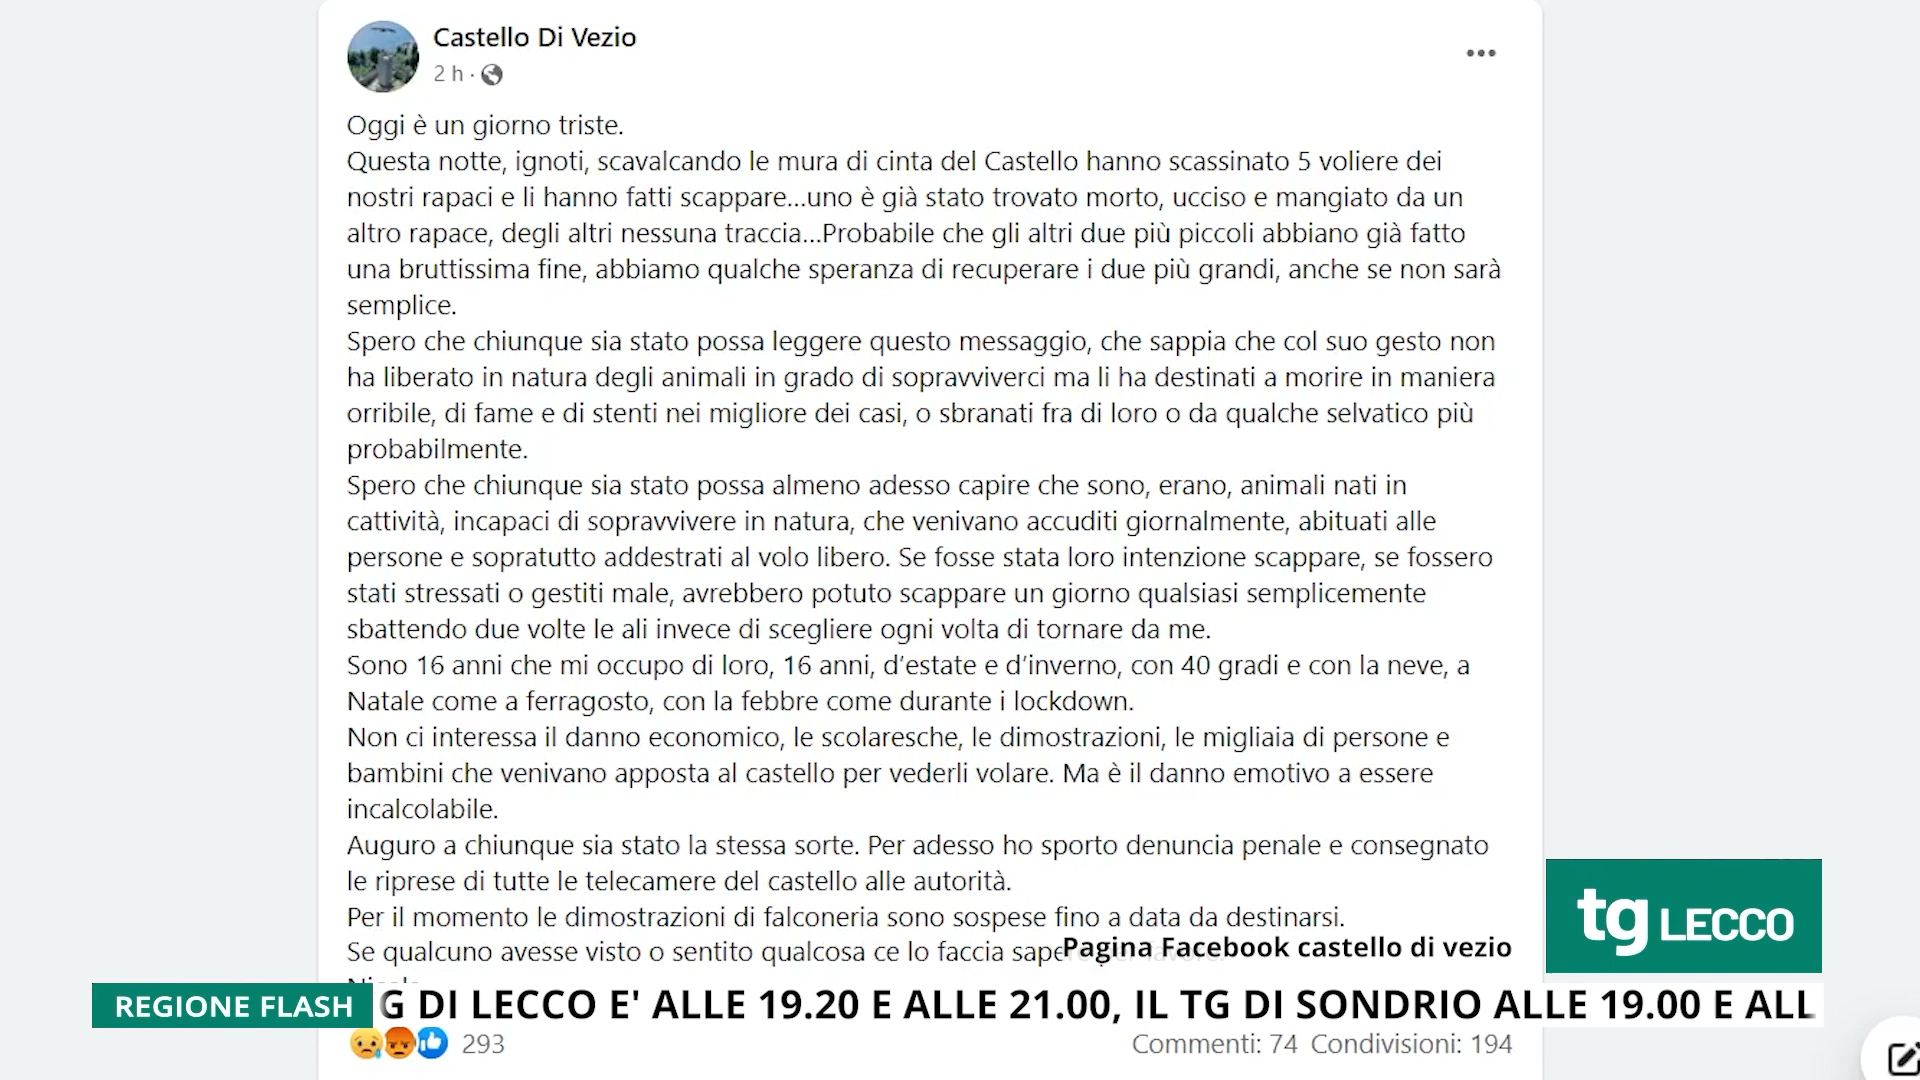 Castello Di Vezio
2 h ·
Oggi è un giorno triste.
Questa notte, ignoti, scavalcando le mura di cinta del Castello hanno scassinato 5 voliere dei
nostri rapaci e li hanno fatti scappare...uno è già stato trovato morto, ucciso e mangiato da un
altro rapace, degli altri nessuna traccia...Probabile che gli altri due più piccoli abbiano già fatto
una bruttissima fine, abbiamo qualche speranza di recuperare i due più grandi, anche se non sarà
semplice.
Spero che chiunque sia stato possa leggere questo messaggio, che sappia che col suo gesto non
ha liberato in natura degli animali in grado di sopravviverci ma li ha destinati a morire in maniera
orribile, di fame e di stenti nei migliore dei casi, o sbranati fra di loro o da qualche selvatico più
probabilmente.
Spero che chiunque sia stato possa almeno adesso capire che sono, erano, animali nati in
cattività, incapaci di sopravvivere in natura, che venivano accuditi giornalmente, abituati alle
persone e sopratutto addestrati al volo libero. Se fosse stata loro intenzione scappare, se fossero
stati stressati o gestiti male, avrebbero potuto scappare un giorno qualsiasi semplicemente
sbattendo due volte le ali invece di scegliere ogni volta di tornare da me.
Sono 16 anni che mi occupo di loro, 16 anni, d’estate e d’inverno, con 40 gradi e con la neve, a
Natale come a ferragosto, con la febbre come durante i lockdown.
Non ci interessa il danno economico, le scolaresche, le dimostrazioni, le migliaia di persone e
bambini che venivano apposta al castello per vederli volare. Ma è il danno emotivo a essere
incalcolabile.
Auguro a chiunque sia stato la stessa sorte. Per adesso ho sporto denuncia penale e consegnato
le riprese di tutte le telecamere del castello alle autorità.
Per il momento le dimostrazioni di falconeria sono sospese fino a data da destinarsi.
Se qualcuno avesse visto o sentito qualcosa ce lo faccia sape
Pagina Facebook castello di vezio
tg LECCO
REGIONE FLASH
G DI LECCO E' ALLE 19.20 E ALLE 21.00, IL TG DI SONDRIO ALLE 19.00 E ALL
293
Commenti: 74 Condivisioni: 194